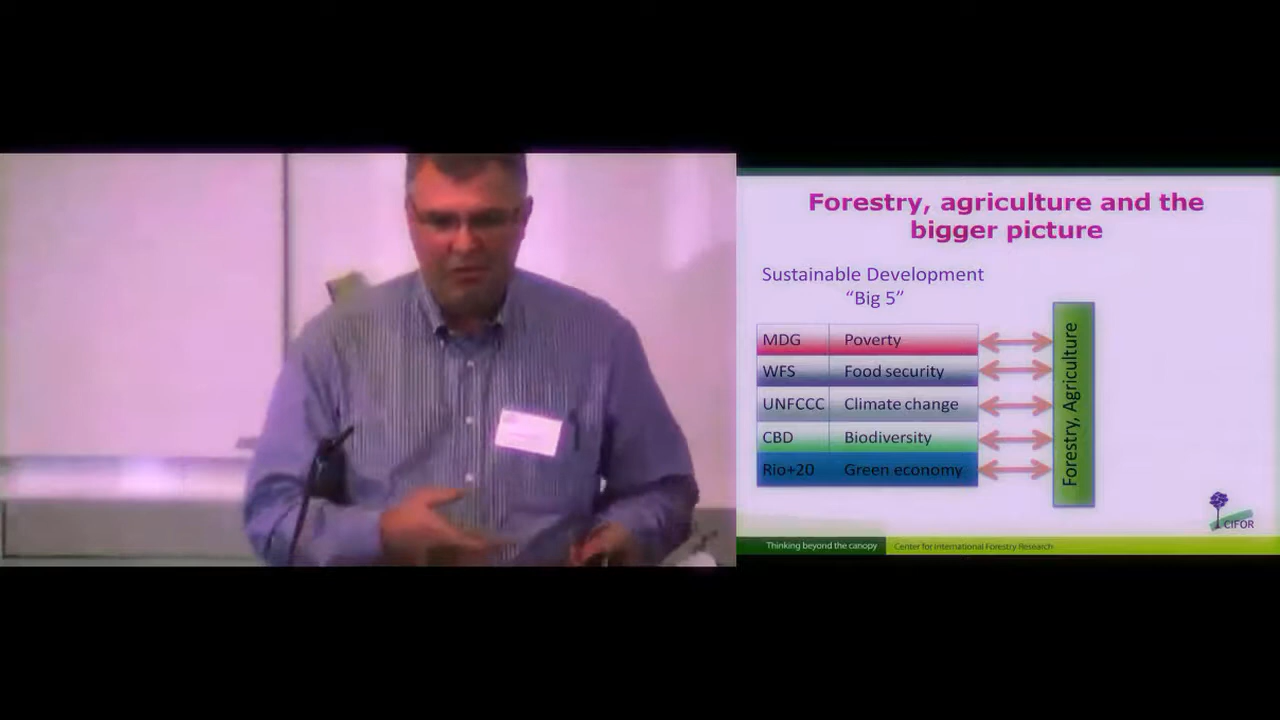 Forestry, agriculture and the
bigger picture
Sustainable Development
“Big 5”
MDG Poverty
WFS Food security
UNFCCC Climate change
CBD Biodiversity
Rio+20 Green economy
Forestry, Agriculture
CIFOR
Thinking beyond the canopy Center for International Forestry Research